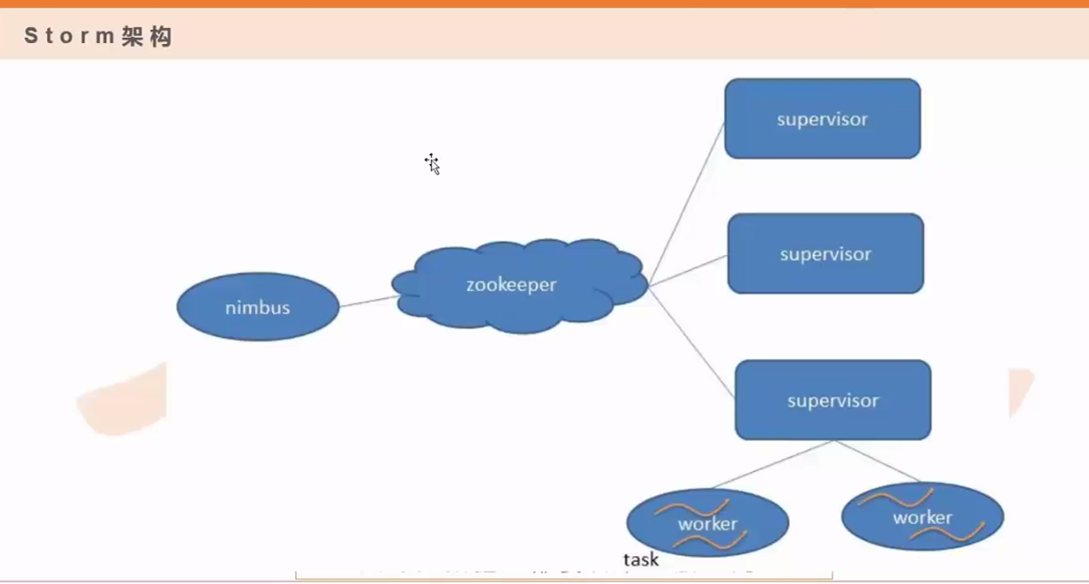 Storm架构
supervisor
supervisor
zookeeper
nimbus
supervisor
worker
worker
task